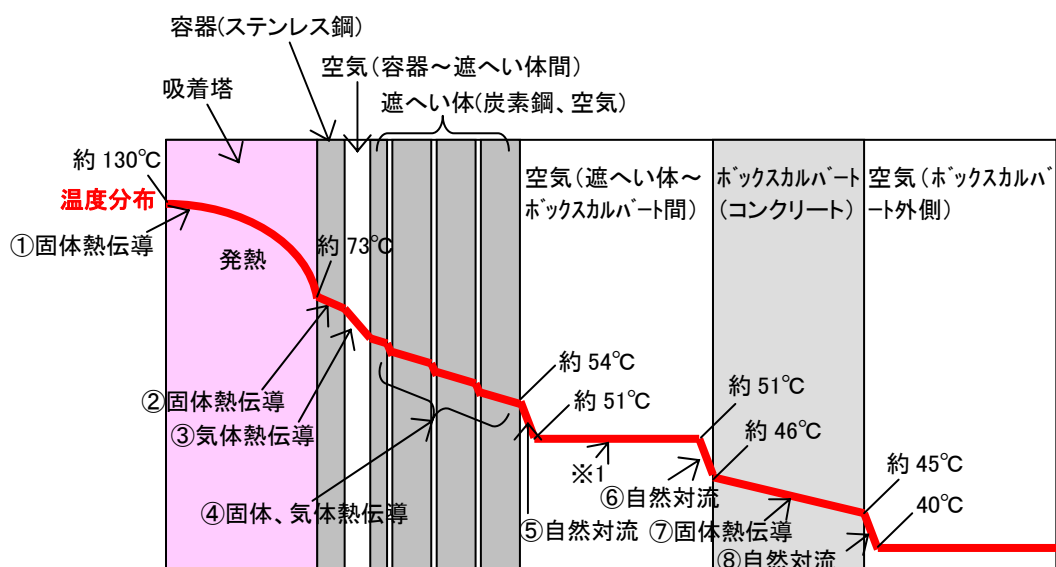 容器(ステンレス鋼)
空気(容器～遮へい体間)
吸着塔
遮へい体(炭素鋼、空気)
約 130℃
温度分布
空気(遮へい体～
ボックスカルバート間)
ボックスカルバート
(コンクリート)
空気(ボックスカルバ
ート外側)
①固体熱伝導
発熱
約 73℃
約 54℃
約 51℃
約 51℃
約 46℃
②固体熱伝導
③気体熱伝導
※1
約 45℃
40℃
④固体、気体熱伝導
⑤自然対流
⑥自然対流
⑦固体熱伝導
⑧自然対流